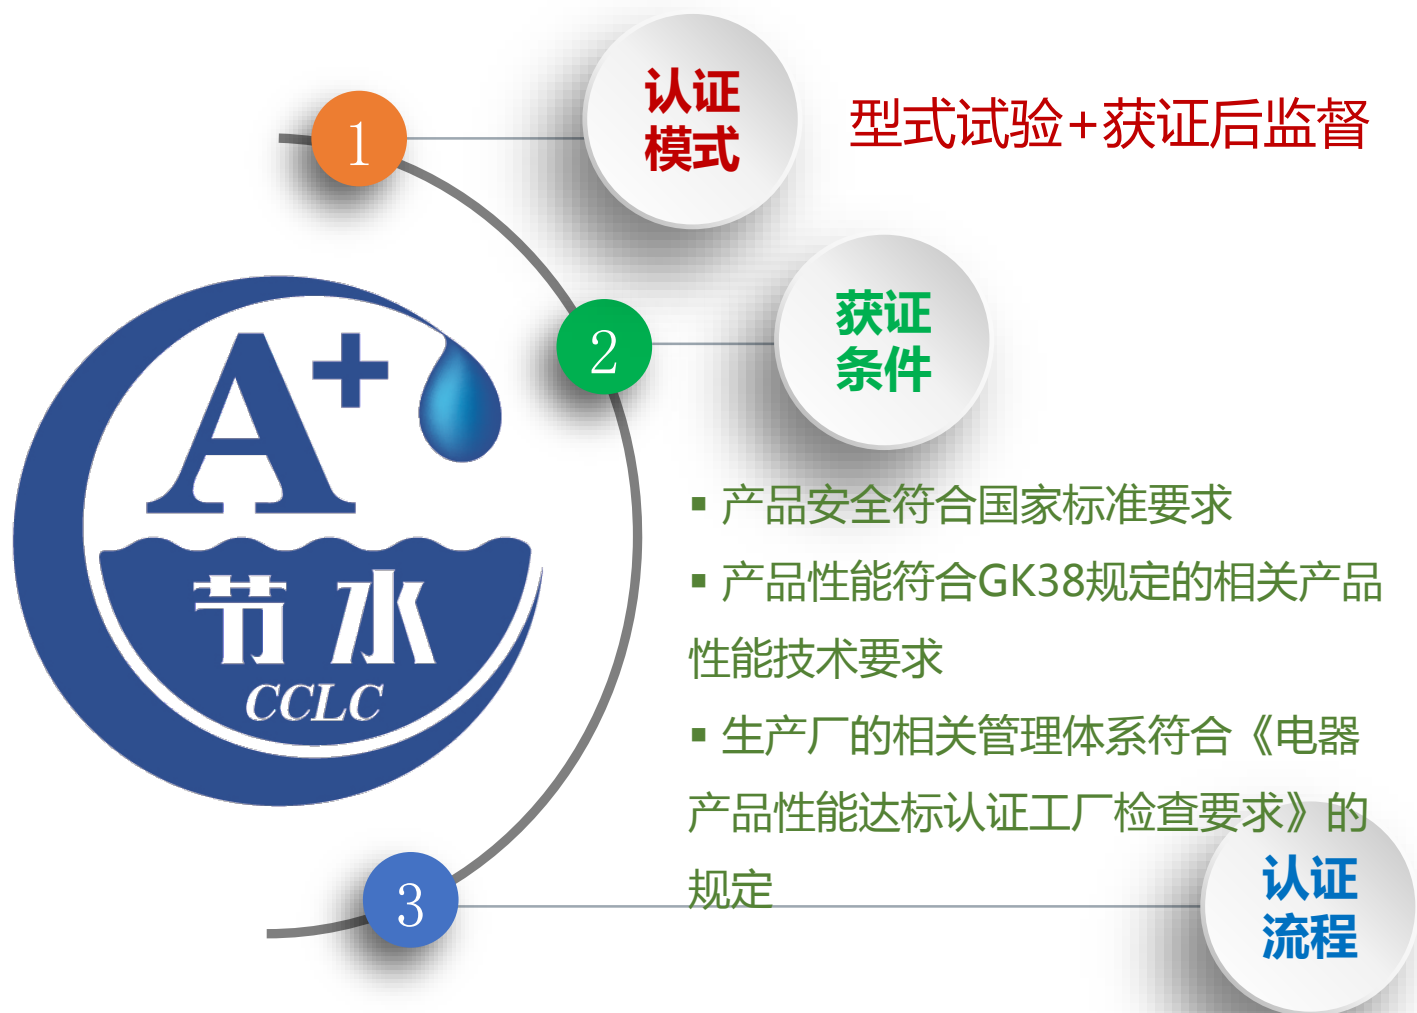 1
认证
模式
型式试验+获证后监督
2
获证
条件
A+
节水
CCLC
▪ 产品安全符合国家标准要求
▪ 产品性能符合GK38规定的相关产品
性能技术要求
▪ 生产厂的相关管理体系符合《电器
产品性能达标认证工厂检查要求》的
规定
3
认证
流程